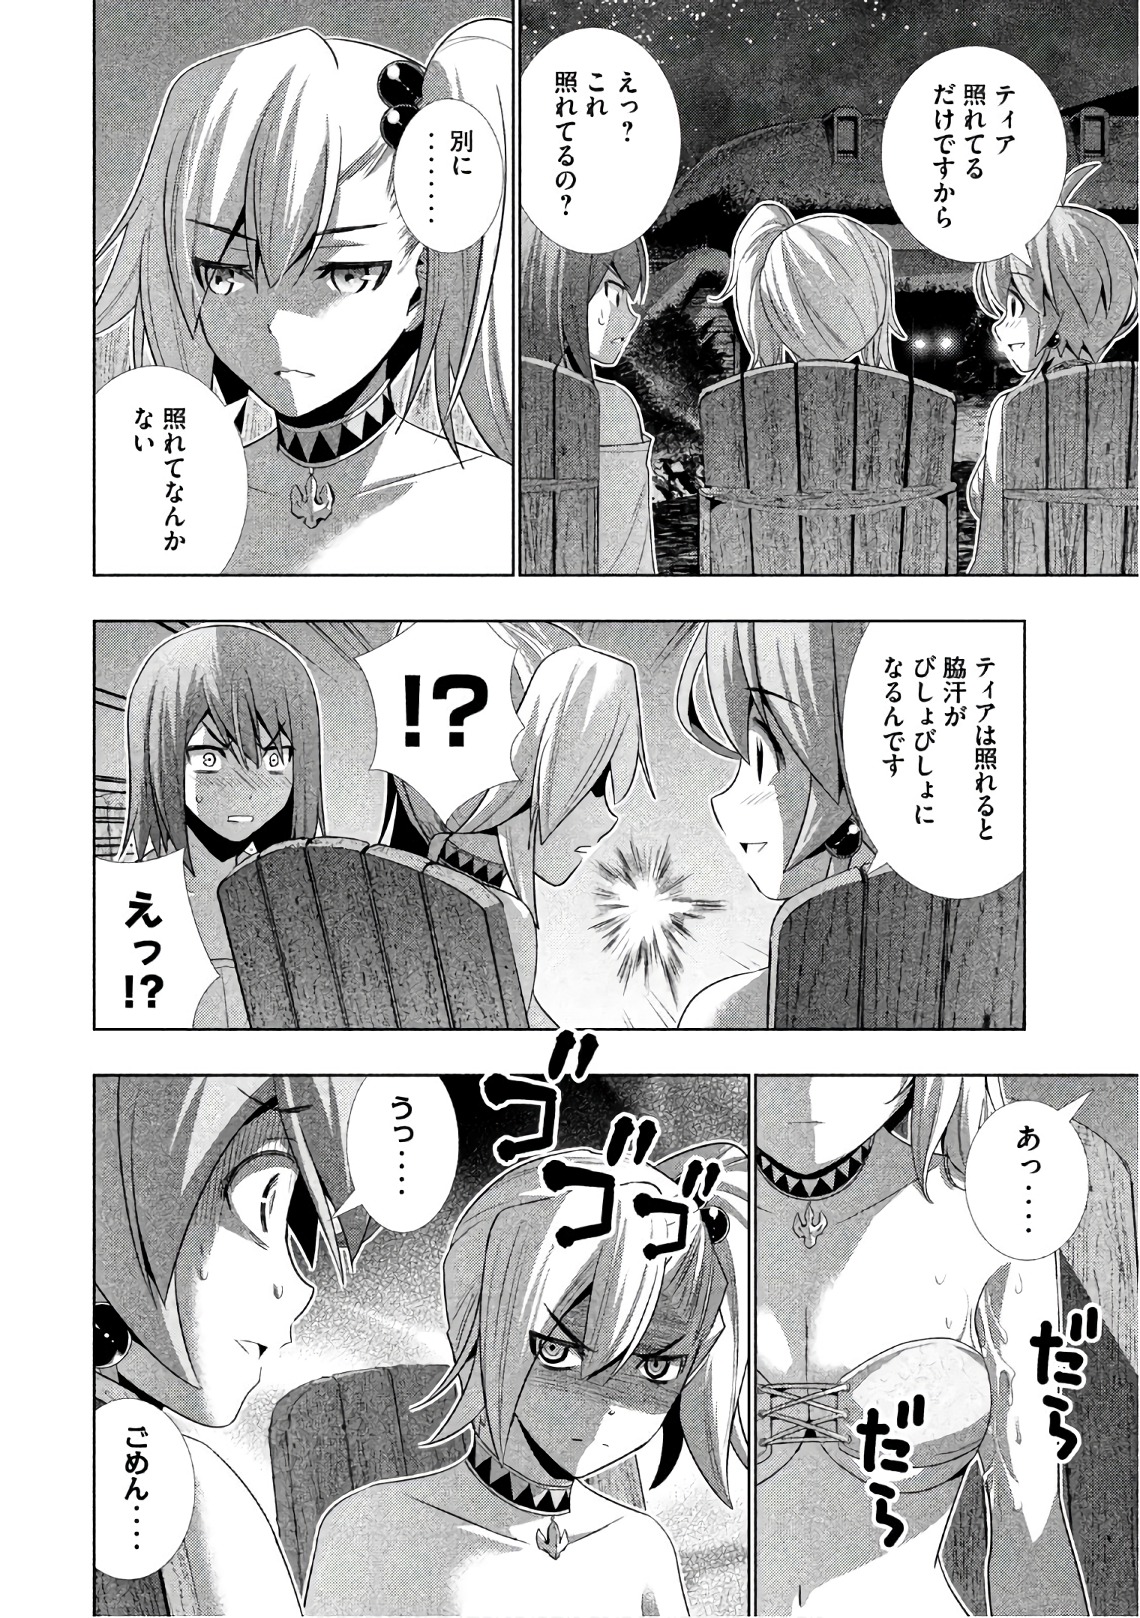 ティア
照れてる
だけですから
えっ？
これ
照れてるの？
別に
‥‥‥‥
照れてなんか
ない
ティアは照れると
脇汗が
びしょびしょに
なるんです
!?
えっ
!?
あっ‥‥
だら
だら
ゴゴゴゴ
うっ‥‥
ごめん‥‥